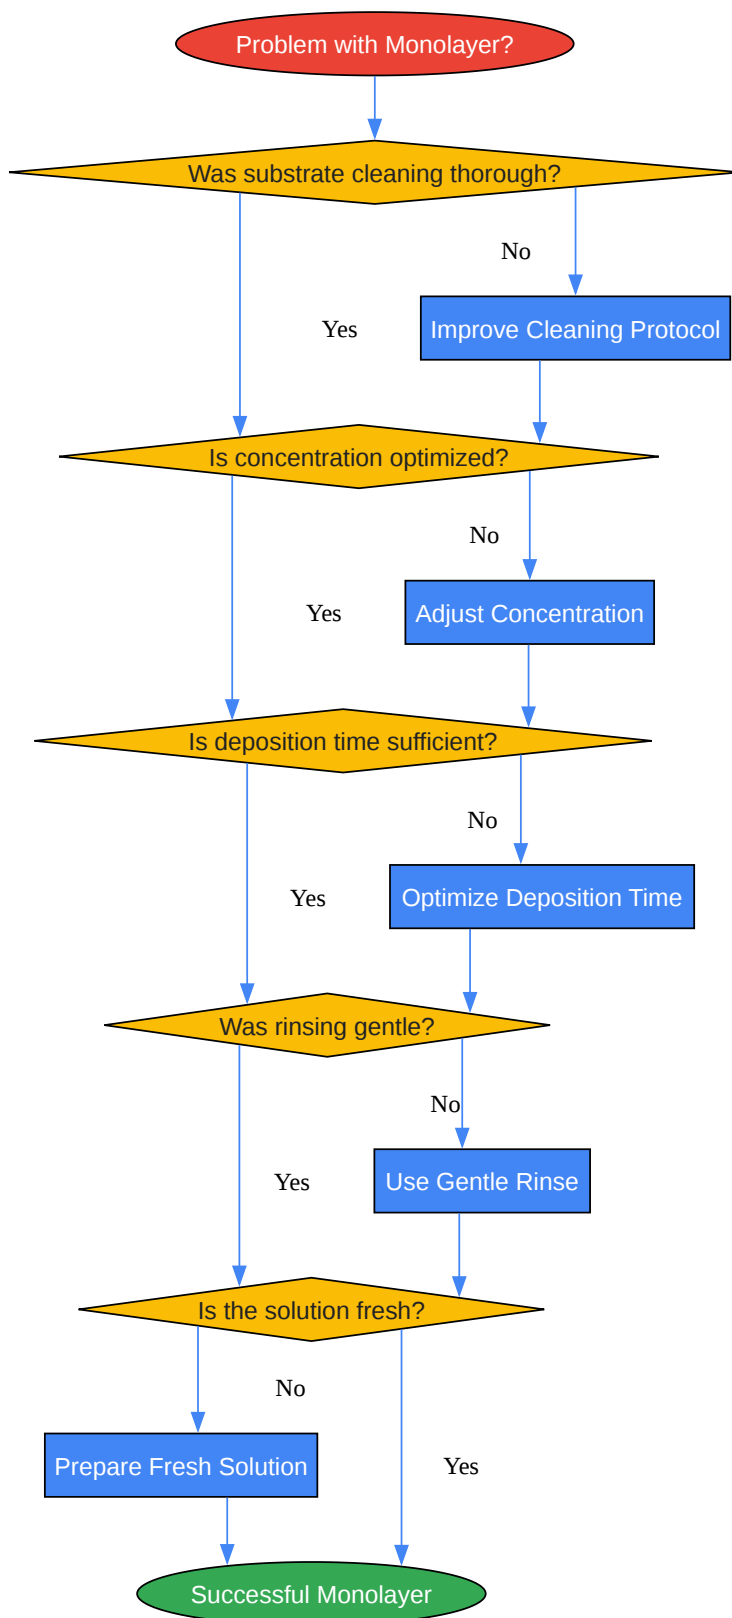 Problem with Monolayer?
Was substrate cleaning thorough?
No
Yes
Improve Cleaning Protocol
Is concentration optimized?
No
Yes
Adjust Concentration
Is deposition time sufficient?
No
Yes
Optimize Deposition Time
Was rinsing gentle?
No
Yes
Use Gentle Rinse
Is the solution fresh?
No
Prepare Fresh Solution
Yes
Successful Monolayer